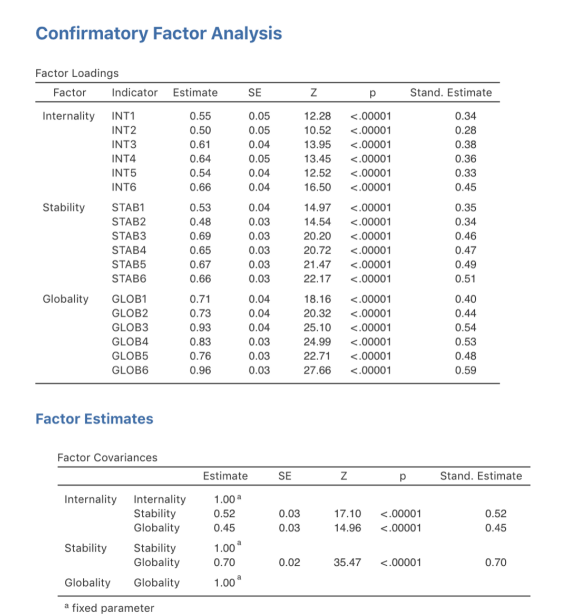 Confirmatory Factor Analysis
Factor Loadings
Factor Indicator Estimate SE Z p Stand. Estimate
Internality INT1 0.55 0.05 12.28 <.00001 0.34
INT2 0.50 0.05 10.52 <.00001 0.28
INT3 0.61 0.04 13.95 <.00001 0.38
INT4 0.64 0.05 13.45 <.00001 0.36
INT5 0.54 0.04 12.52 <.00001 0.33
INT6 0.66 0.04 16.50 <.00001 0.45
Stability STAB1 0.53 0.04 14.97 <.00001 0.35
STAB2 0.48 0.03 14.54 <.00001 0.34
STAB3 0.69 0.03 20.20 <.00001 0.46
STAB4 0.65 0.03 20.72 <.00001 0.47
STAB5 0.67 0.03 21.47 <.00001 0.49
STAB6 0.66 0.03 22.17 <.00001 0.51
Globality GLOB1 0.71 0.04 18.16 <.00001 0.40
GLOB2 0.73 0.04 20.32 <.00001 0.44
GLOB3 0.93 0.04 25.10 <.00001 0.54
GLOB4 0.83 0.03 24.99 <.00001 0.53
GLOB5 0.76 0.03 22.71 <.00001 0.48
GLOB6 0.96 0.03 27.66 <.00001 0.59
Factor Estimates
Factor Covariances
Estimate SE Z p Stand. Estimate
Internality Internality 1.00 a
Stability 0.52 0.03 17.10 <.00001 0.52
Globality 0.45 0.03 14.96 <.00001 0.45
Stability Stability 1.00 a
Globality 0.70 0.02 35.47 <.00001 0.70
Globality Globality 1.00 a
a fixed parameter